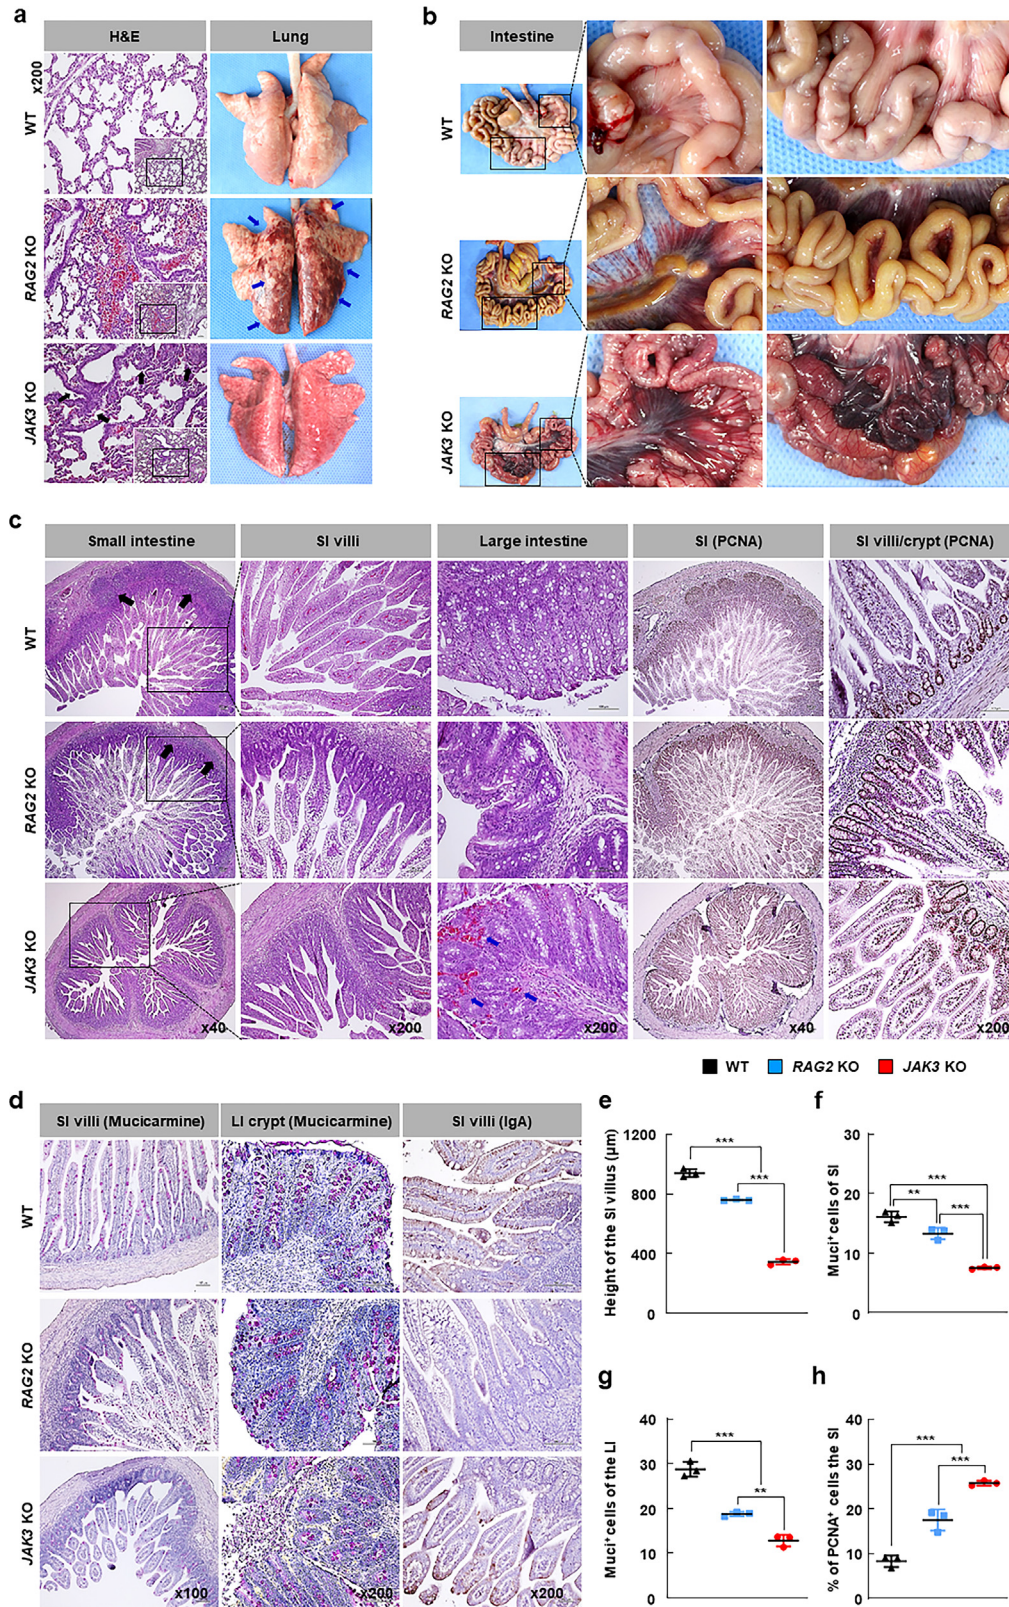 a
H&E
Lung
x200
WT
RAG2 KO
JAK3 KO
b
Intestine
WT
RAG2 KO
JAK3 KO
c
Small intestine
SI villi
Large intestine
SI (PCNA)
SI villi/crypt (PCNA)
WT
RAG2 KO
JAK3 KO
x40
x200
x200
x40
x200
WT
RAG2 KO
JAK3 KO
d
SI villi (Mucicarmine)
LI crypt (Mucicarmine)
SI villi (IgA)
WT
RAG2 KO
JAK3 KO
x100
x200
x200
e
Height of the SI villus (µm)
1200
800
400
0
***
***
f
Muci⁺ cells of SI
30
20
10
0
***
**
***
g
Muci⁺ cells of the LI
40
30
20
10
0
***
**
h
% of PCNA⁺ cells the SI
40
30
20
10
0
***
***